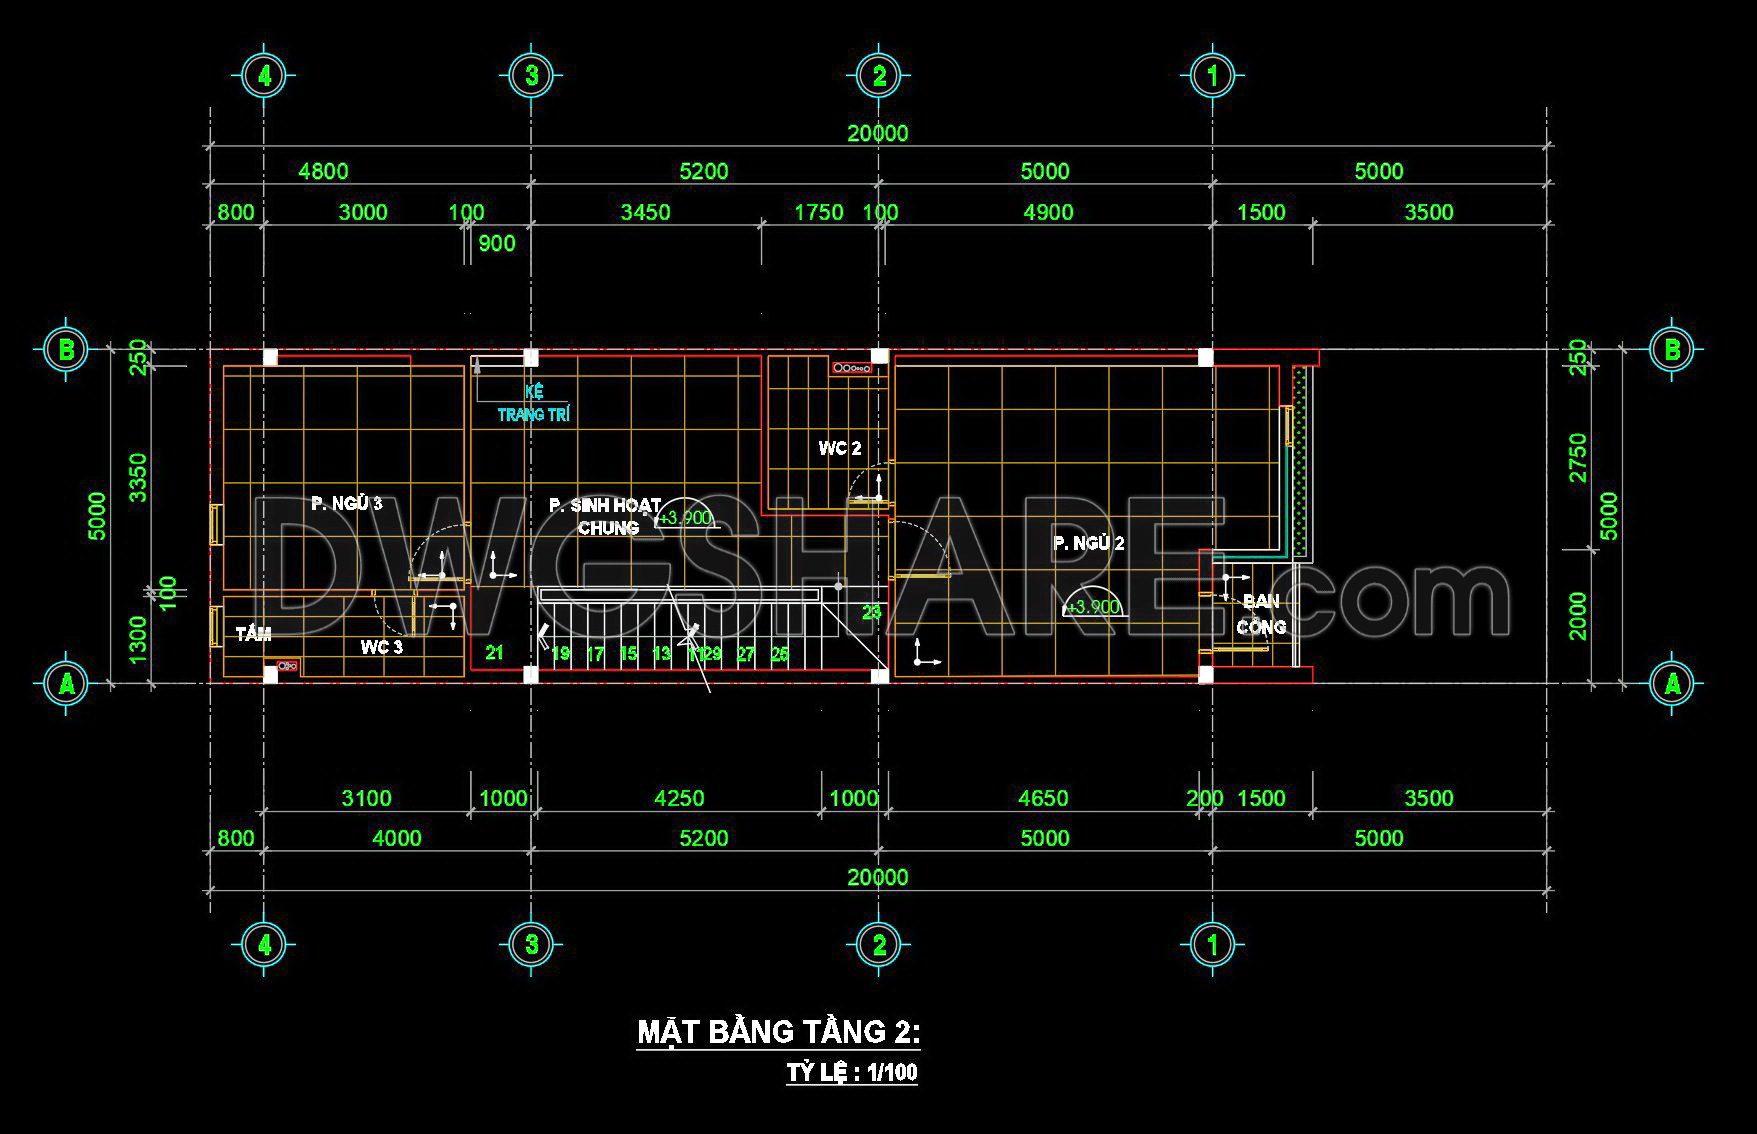 4 3 2 1
20000
4800 5200 5000 5000
800 3000 100 3450 1750 100 4900 1500 3500
900
B B
250 250
KỆ
TRANG TRÍ
WC 2
3350 2750
P. NGỦ 3
P. SINH HOẠT
CHUNG
+3.900
5000 5000
DWGSHARE.com
P. NGỦ 2
100
+3.900
BAN
CÔNG
23
1300 2000
TẮM
WC 3
21 19 17 15 13 11 29 27 25
A A
3100 1000 4250 1000 4650 200 1500 3500
800 4000 5200 5000 5000
20000
4 3 2 1
MẶT BẰNG TẦNG 2:
TỶ LỆ : 1/100